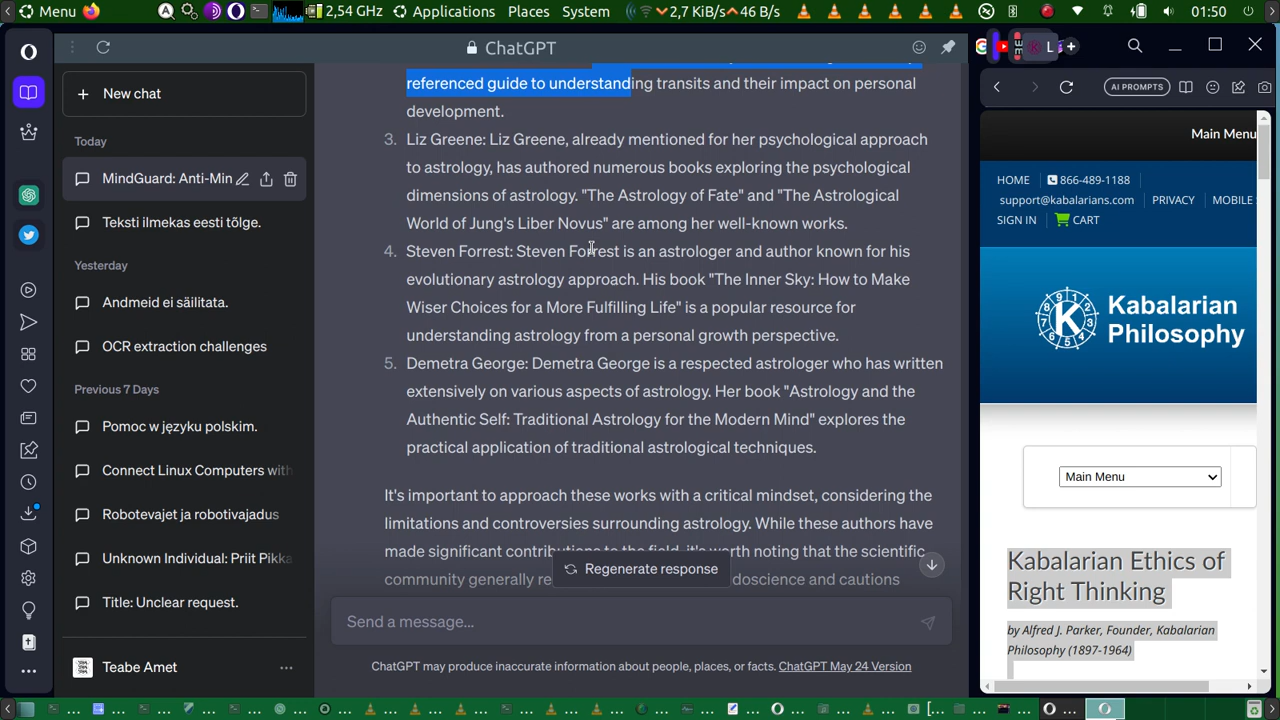 Menu
2,54 GHz
Applications Places System
2,7 KiB/s 46 B/s
01:50
ChatGPT
New chat
Today
MindGuard: Anti-Min
Teksti ilmekas eesti tõlge.
Yesterday
Andmeid ei säilitata.
OCR extraction challenges
Previous 7 Days
Pomoc w języku polskim.
Connect Linux Computers with
Robotevajet ja robotivajadus
Unknown Individual: Priit Pikka
Title: Unclear request.
Teabe Amet
referenced guide to understanding transits and their impact on personal
development.
3. Liz Greene: Liz Greene, already mentioned for her psychological approach
to astrology, has authored numerous books exploring the psychological
dimensions of astrology. "The Astrology of Fate" and "The Astrological
World of Jung's Liber Novus" are among her well-known works.
4. Steven Forrest: Steven Forrest is an astrologer and author known for his
evolutionary astrology approach. His book "The Inner Sky: How to Make
Wiser Choices for a More Fulfilling Life" is a popular resource for
understanding astrology from a personal growth perspective.
5. Demetra George: Demetra George is a respected astrologer who has written
extensively on various aspects of astrology. Her book "Astrology and the
Authentic Self: Traditional Astrology for the Modern Mind" explores the
practical application of traditional astrological techniques.
It's important to approach these works with a critical mindset, considering the
limitations and controversies surrounding astrology. While these authors have
made significant contributions to the field, it's worth noting that the scientific
community generally re doscience and cautions
Regenerate response
Send a message...
ChatGPT may produce inaccurate information about people, places, or facts. ChatGPT May 24 Version
AI PROMPTS
Main Menu
HOME 866-489-1188
support@kabalarians.com PRIVACY MOBILE
SIGN IN CART
Kabalarian
Philosophy
Main Menu
Kabalarian Ethics of
Right Thinking
by Alfred J. Parker, Founder, Kabalarian
Philosophy (1897-1964)